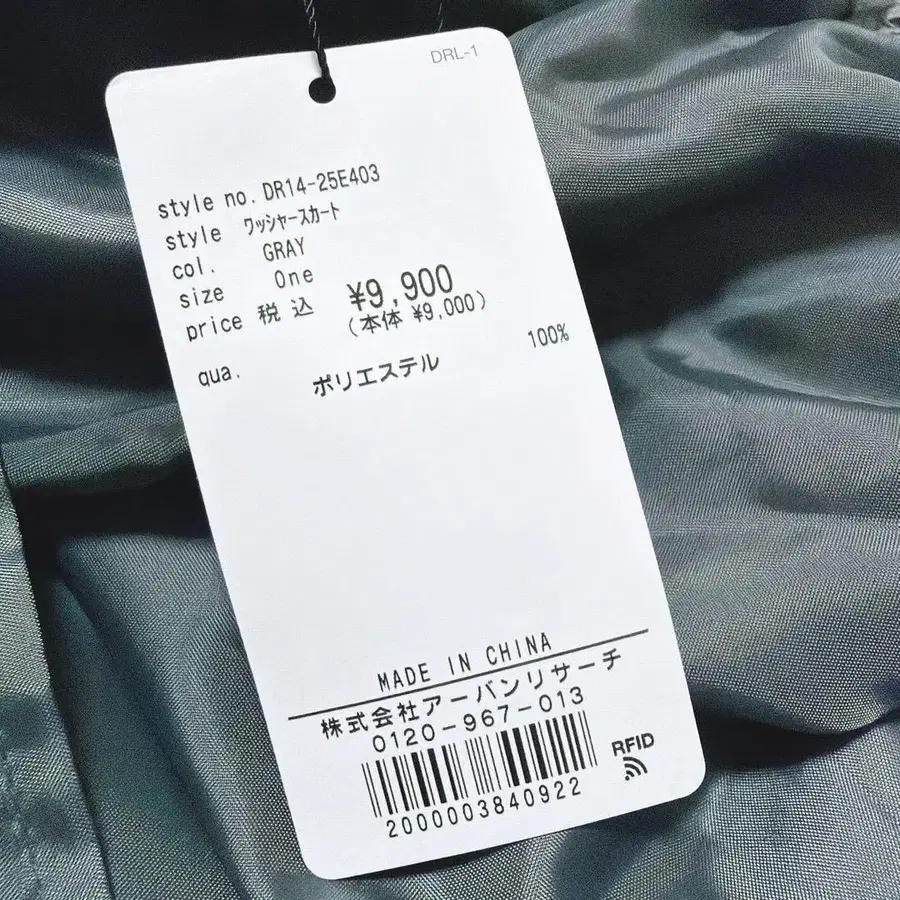 DRL-1
style no. DR14-25E403
style ワッシャースカート
col. GRAY
size One
price 税込 ¥9,900
(本体 ¥9,000)
qua. ポリエステル 100%
MADE IN CHINA
株式会社アーバンリサーチ
0120-967-013
RFID
2000003840922